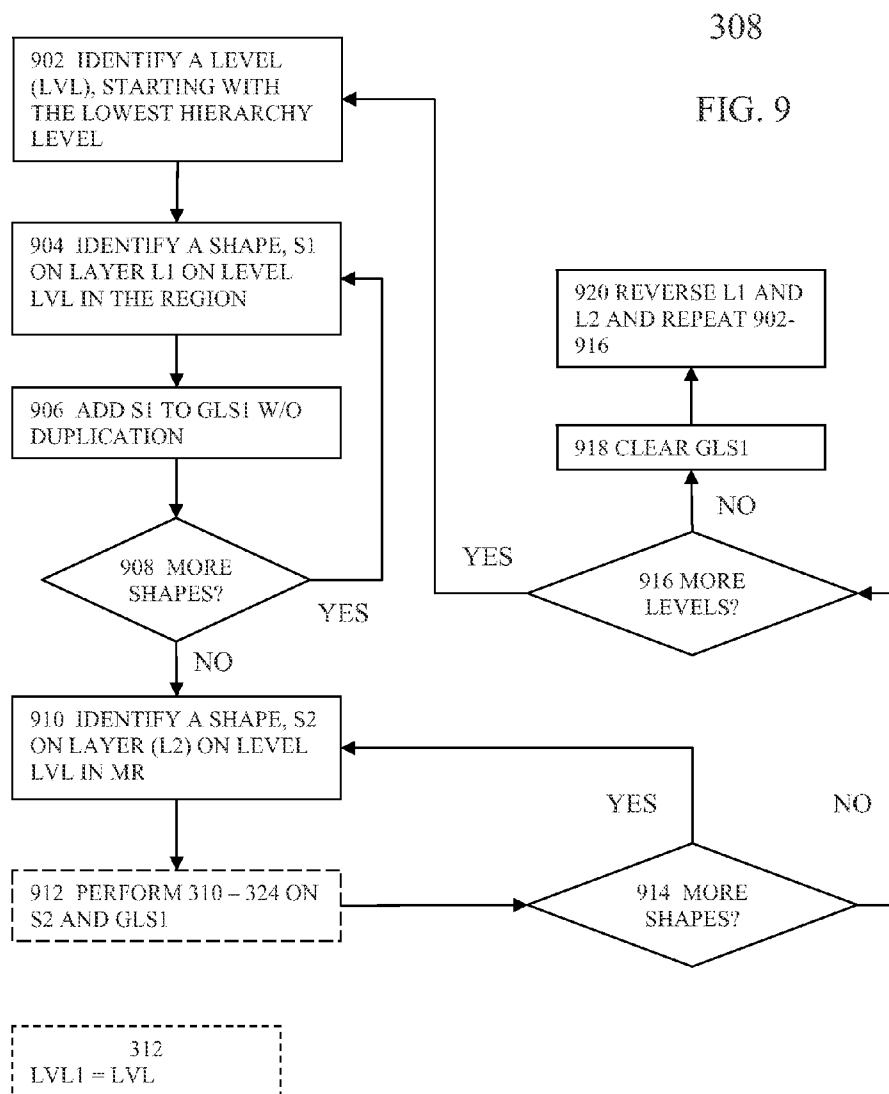 308
FIG. 9
902 IDENTIFY A LEVEL
(LVL), STARTING WITH
THE LOWEST HIERARCHY
LEVEL
904 IDENTIFY A SHAPE, S1
ON LAYER L1 ON LEVEL
LVL IN THE REGION
906 ADD S1 TO GLS1 W/O
DUPLICATION
908 MORE
SHAPES?
YES
NO
910 IDENTIFY A SHAPE, S2
ON LAYER (L2) ON LEVEL
LVL IN MR
912 PERFORM 310 – 324 ON
S2 AND GLS1
914 MORE
SHAPES?
YES
NO
916 MORE
LEVELS?
YES
NO
918 CLEAR GLS1
920 REVERSE L1 AND
L2 AND REPEAT 902-
916
312
LVL1 = LVL